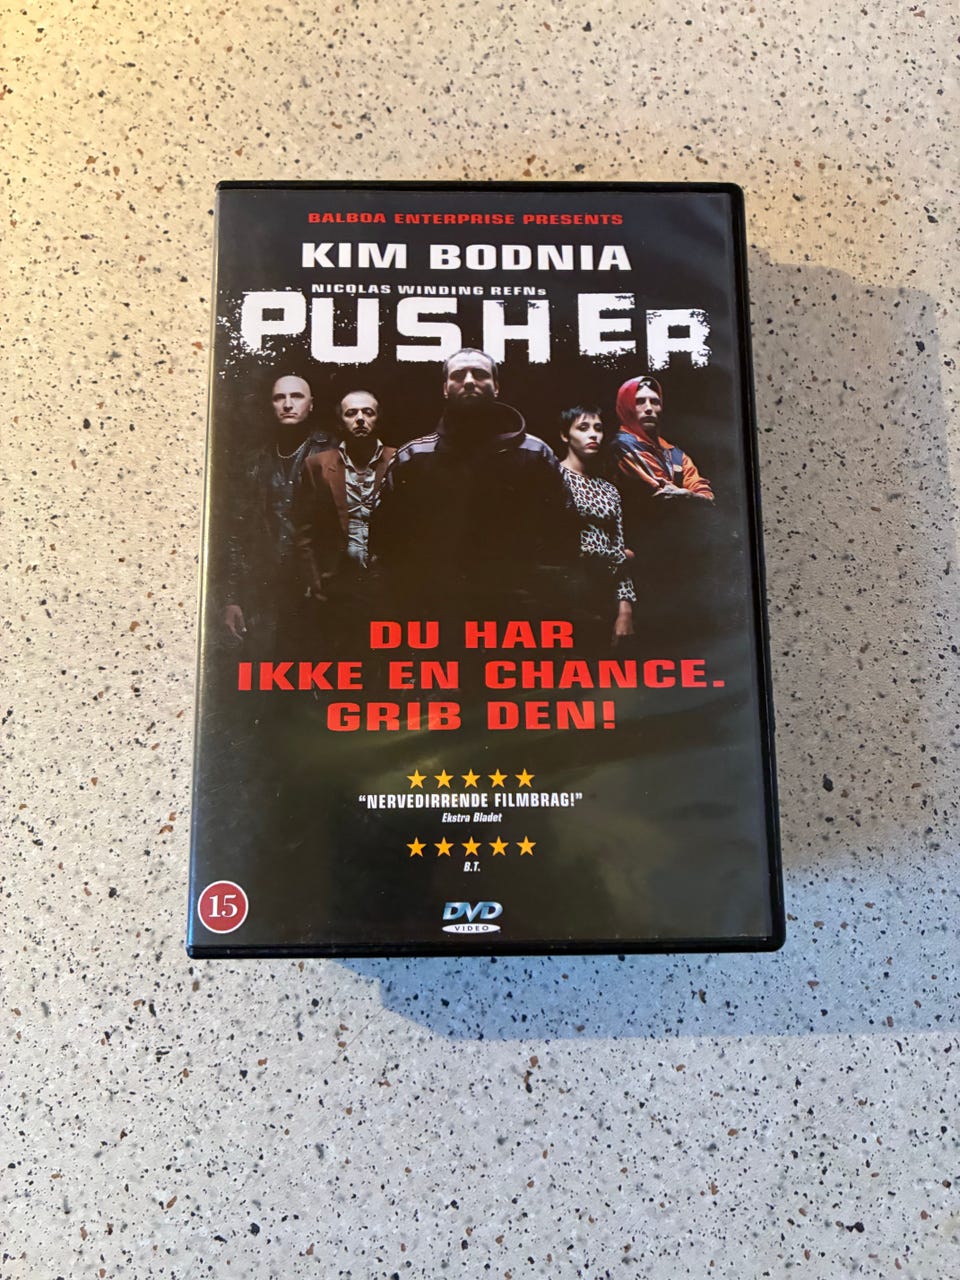 BALBOA ENTERPRISE PRESENTS
KIM BODNIA
NICOLAS WINDING REFNs
PUSHER
DU HAR
IKKE EN CHANCE.
GRIB DEN!
“NERVEDIRRENDE FILMBRAG!”
Ekstra Bladet
B.T.
15
DVD
VIDEO